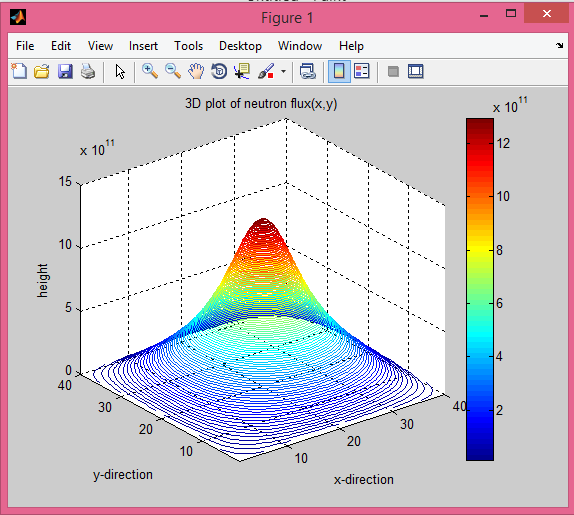 Figure 1
File Edit View Insert Tools Desktop Window Help
3D plot of neutron flux(x,y)
x 10^11
x 10^11
15
10
5
0
height
40
30
20
10
y-direction
10
20
30
40
x-direction
12
10
8
6
4
2